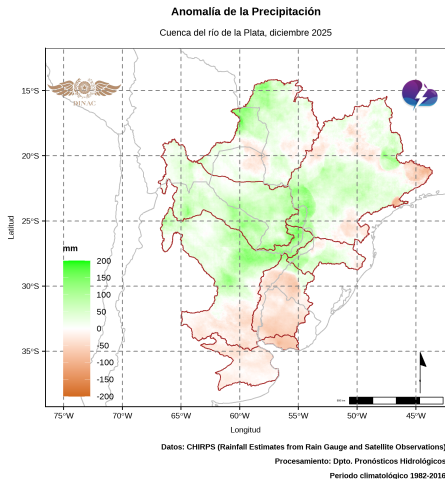 Anomalía de la Precipitación
Cuenca del río de la Plata, diciembre 2025
DINAC
15°S
20°S
25°S
30°S
35°S
Latitud
mm
200
150
100
50
0
-50
-100
-150
-200
75°W
70°W
65°W
60°W
55°W
50°W
45°W
Longitud
Datos: CHIRPS (Rainfall Estimates from Rain Gauge and Satellite Observations)
Procesamiento: Dpto. Pronósticos Hidrológicos
Periodo climatológico 1982-2016